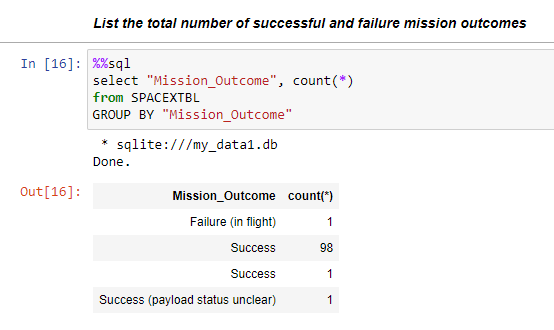 List the total number of successful and failure mission outcomes
In [16]: %%sql
select "Mission_Outcome", count(*)
from SPACEXTBL
GROUP BY "Mission_Outcome"
* sqlite:///my_data1.db
Done.
Out[16]:
Mission_Outcome count(*)
Failure (in flight) 1
Success 98
Success 1
Success (payload status unclear) 1